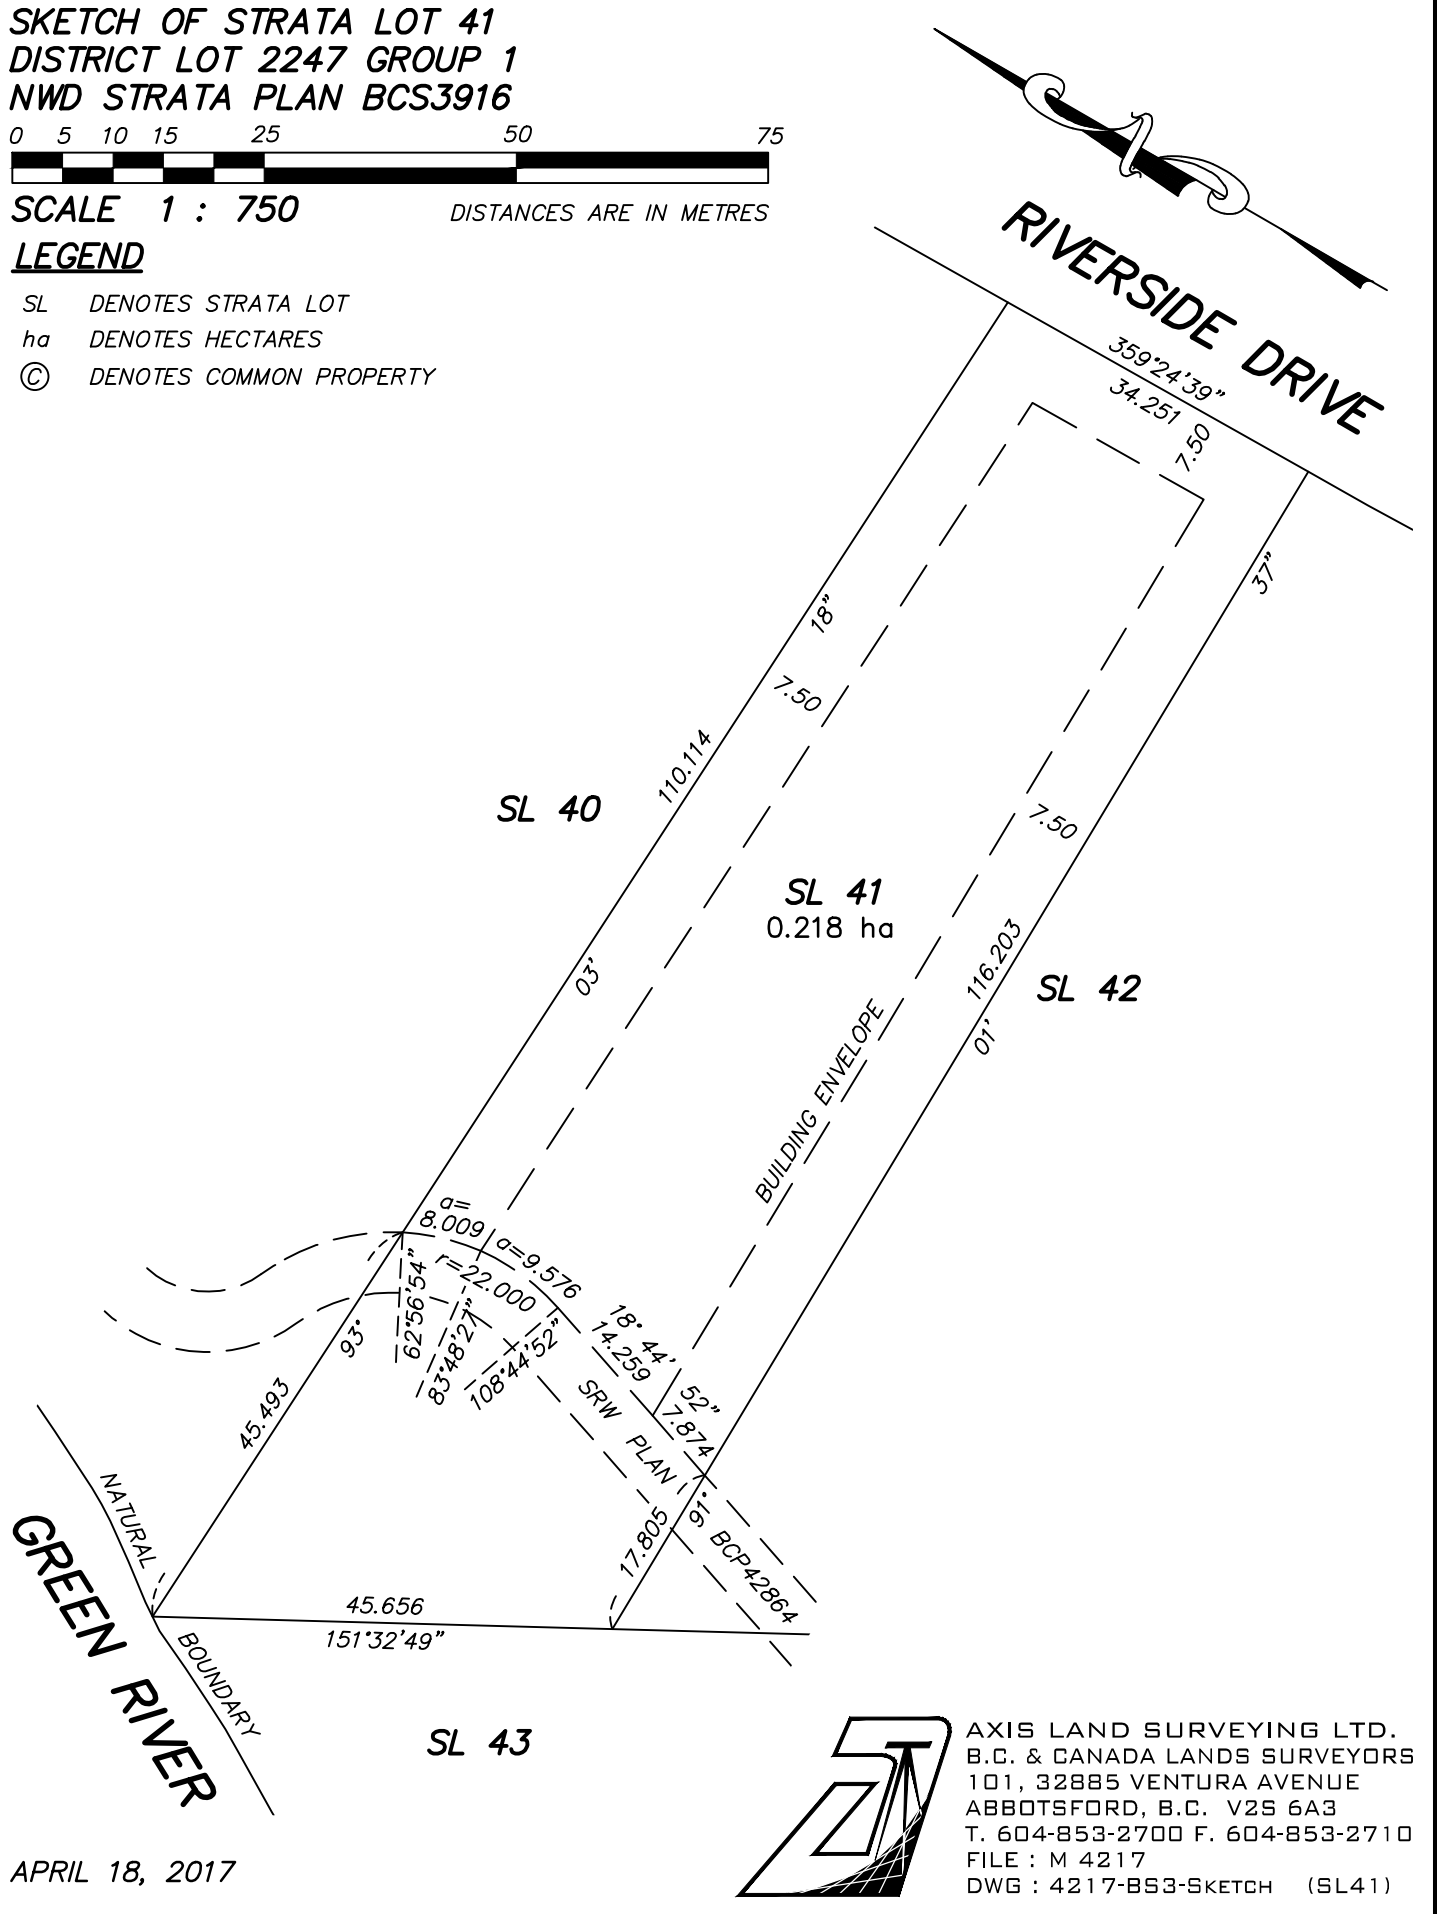 SKETCH OF STRATA LOT 41
DISTRICT LOT 2247 GROUP 1
NWD STRATA PLAN BCS3916
0 5 10 15 25 50 75
SCALE 1 : 750
DISTANCES ARE IN METRES
LEGEND
SL DENOTES STRATA LOT
ha DENOTES HECTARES
Ⓒ DENOTES COMMON PROPERTY
RIVERSIDE DRIVE
359°24'39"
34.251
7.50
37"
18"
7.50
110.114
SL 40
7.50
SL 41
0.218 ha
116.203
SL 42
03'
01'
BUILDING ENVELOPE
a=
8.009
a=9.576
r=22.000
62°56'54"
83°48'27"
108°44'52"
18° 44' 52"
14.259
7.874
93°
45.493
SRW PLAN BCP42864
91°
17.805
NATURAL BOUNDARY
GREEN RIVER
45.656
151°32'49"
SL 43
APRIL 18, 2017
AXIS LAND SURVEYING LTD.
B.C. & CANADA LANDS SURVEYORS
101, 32885 VENTURA AVENUE
ABBOTSFORD, B.C. V2S 6A3
T. 604-853-2700 F. 604-853-2710
FILE : M 4217
DWG : 4217-BS3-SKETCH (SL41)